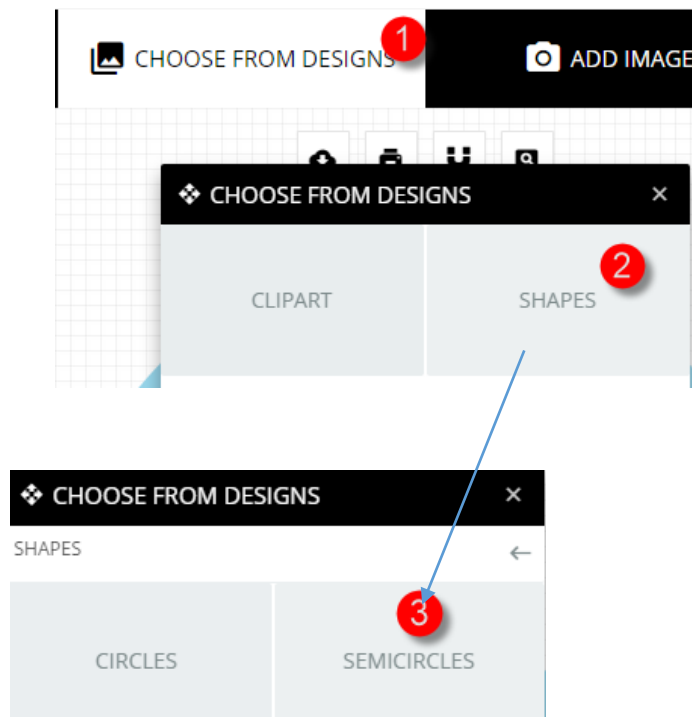 CHOOSE FROM DESIGNS 1 ADD IMAGE
CHOOSE FROM DESIGNS ×
CLIPART SHAPES 2
CHOOSE FROM DESIGNS ×
SHAPES ←
3
CIRCLES SEMICIRCLES